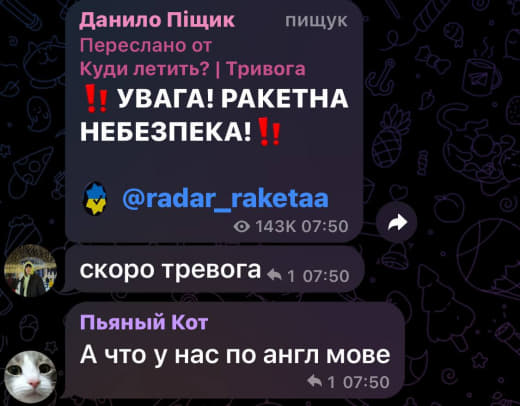 Данило Піщик пищук
Переслано от
Куди летить? | Тривога
‼️ УВАГА! РАКЕТНА
НЕБЕЗПЕКА!‼️
@radar_raketaa
143K 07:50
скоро тревога 1 07:50
Пьяный Кот
А что у нас по англ мове
1 07:50